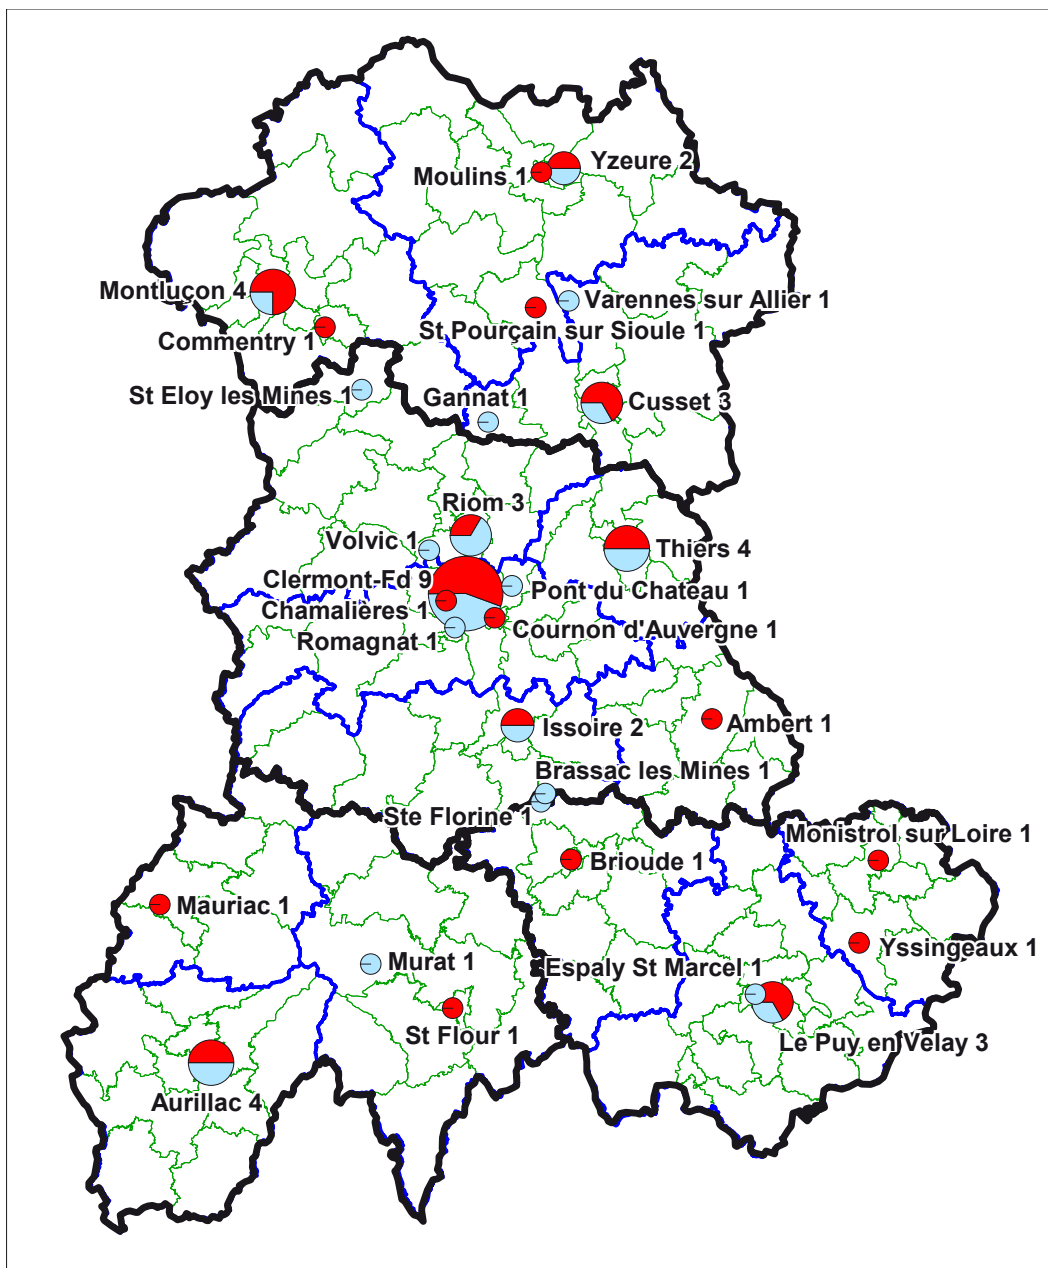 Yzeure 2
Moulins 1
Montluçon 4
Varennes sur Allier 1
St Pourçain sur Sioule 1
Commentry 1
St Eloy les Mines 1
Gannat 1
Cusset 3
Riom 3
Volvic 1
Thiers 4
Clermont-Fd 9
Pont du Chateau 1
Chamalières 1
Cournon d'Auvergne 1
Romagnat 1
Issoire 2
Ambert 1
Brassac les Mines 1
Ste Florine 1
Monistrol sur Loire 1
Brioude 1
Mauriac 1
Yssingeaux 1
Murat 1
Espaly St Marcel 1
St Flour 1
Le Puy en Velay 3
Aurillac 4